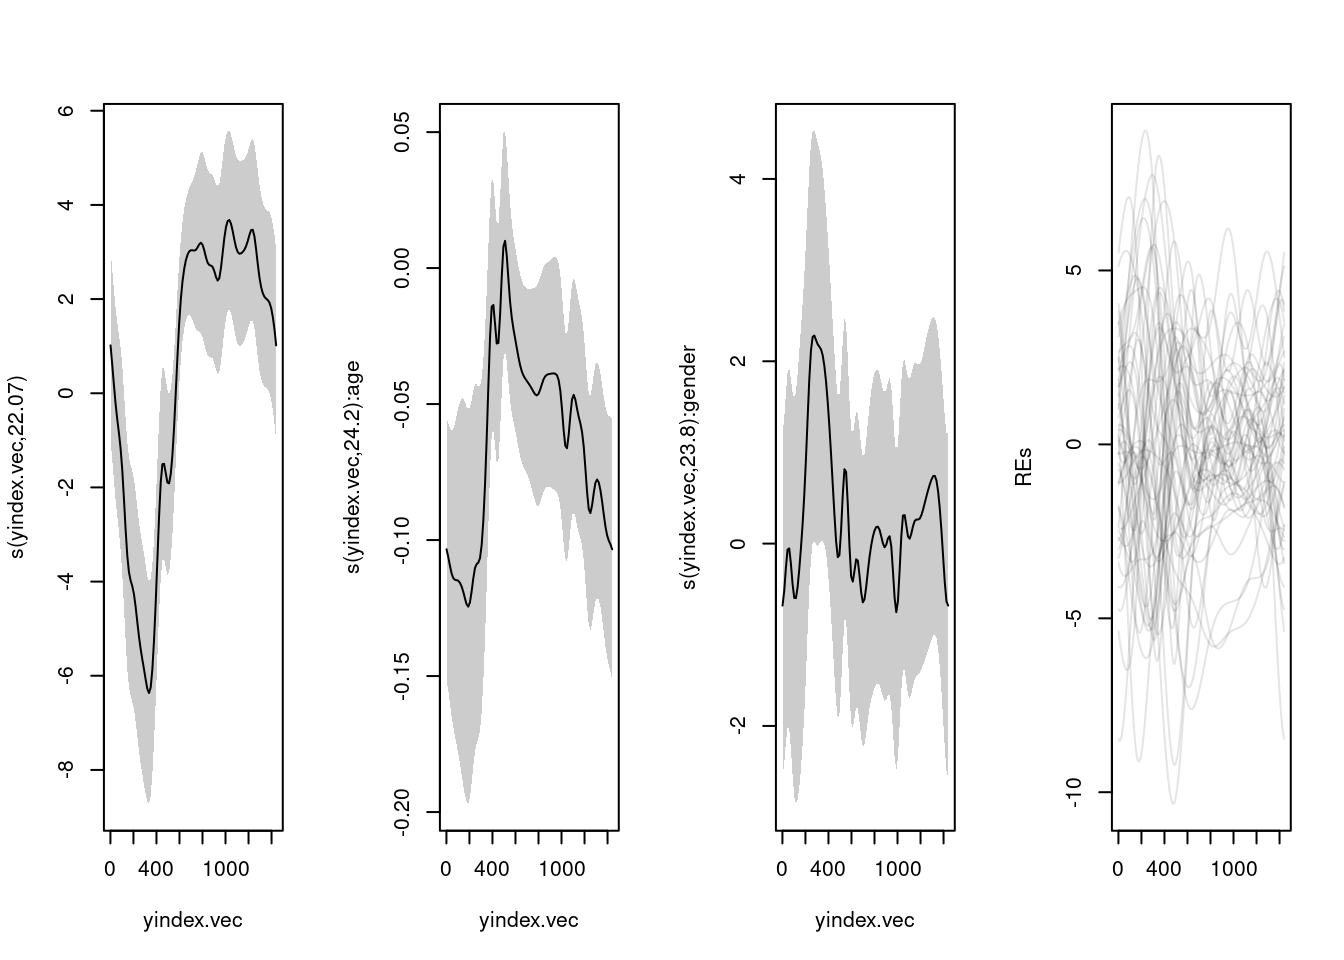 s(yindex.vec,22.07)
6
4
2
0
-2
-4
-6
-8
0 400 1000
yindex.vec
s(yindex.vec,24.2):age
0.05
0.00
-0.05
-0.10
-0.15
-0.20
0 400 1000
yindex.vec
s(yindex.vec,23.8):gender
4
2
0
-2
0 400 1000
yindex.vec
REs
5
0
-5
-10
0 400 1000